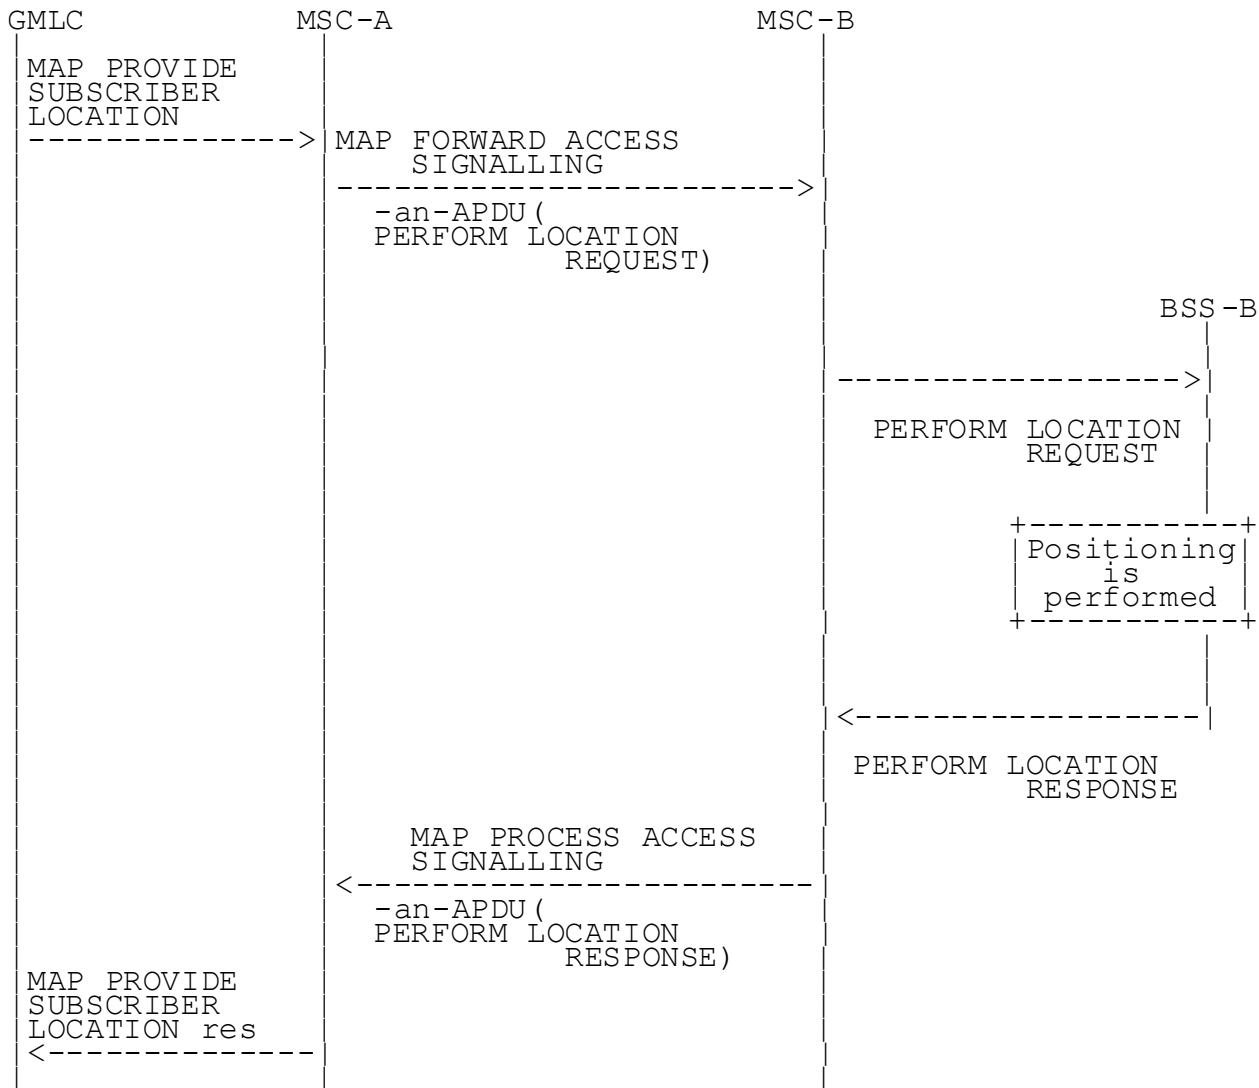 GMLC MSC-A MSC-B
MAP PROVIDE
SUBSCRIBER
LOCATION
MAP FORWARD ACCESS
SIGNALLING
-an-APDU(
PERFORM LOCATION
REQUEST)
BSS-B
PERFORM LOCATION
REQUEST
Positioning
is
performed
PERFORM LOCATION
RESPONSE
MAP PROCESS ACCESS
SIGNALLING
-an-APDU(
PERFORM LOCATION
RESPONSE)
MAP PROVIDE
SUBSCRIBER
LOCATION res